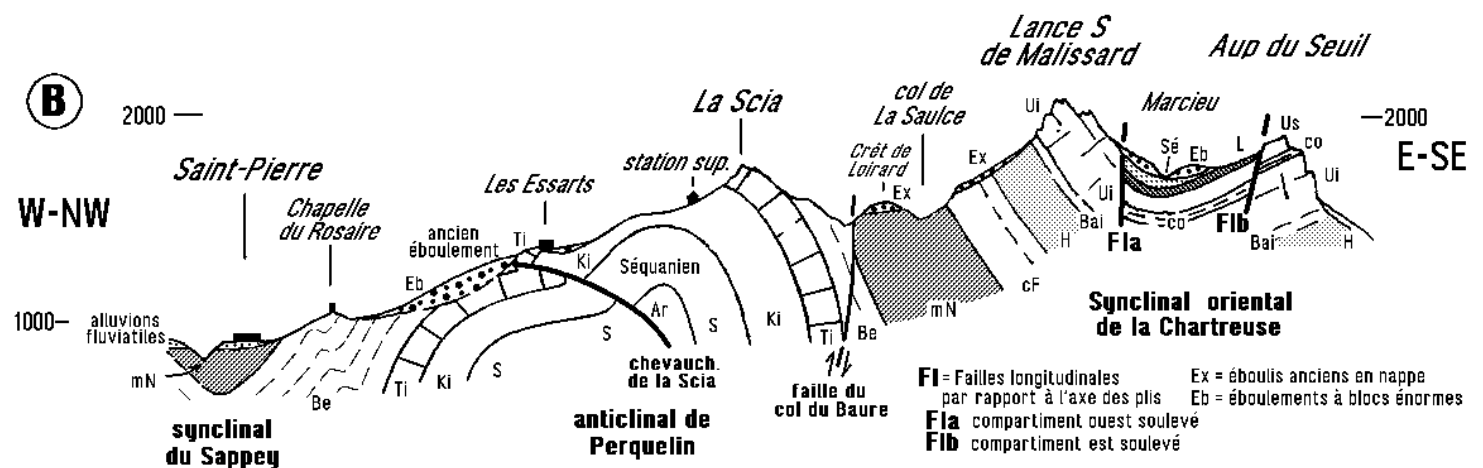 B
2000
W-NW
Saint-Pierre
Chapelle
du Rosaire
Les Essarts
station sup.
La Scia
col de
La Saulce
Crêt de
Loirard
Lance S
de Malissard
Aup du Seuil
Marcieu
2000
E-SE
ancien
éboulement
1000
alluvions
fluviatiles
mN
Be
Eb
Ti
Ki
Séquanien
Ar
S
S
S
Ti
Ki
Ki
Ti
Be
Ex
mN
Ex
cF
H
Bai
Ui
Ui
Sé
Eb
L
Us
co
Ui
co
FIa
FIb
Bai
H
synclinal
du Sappey
anticlinal de
Perquelin
chevauch.
de la Scia
faille du
col du Baure
Synclinal oriental
de la Chartreuse
Fl = Failles longitudinales
par rapport à l'axe des plis
FIa compartiment ouest soulevé
FIb compartiment est soulevé
Ex = éboulis anciens en nappe
Eb = éboulements à blocs énormes